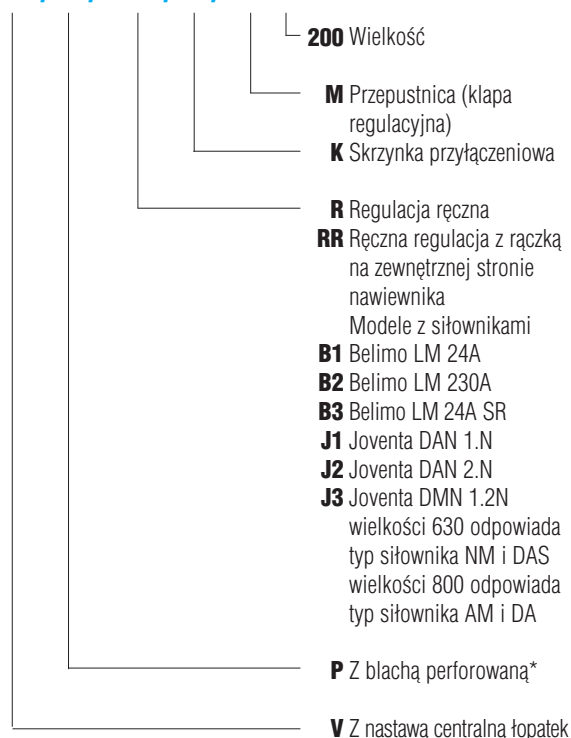 200 Wielkość
M Przepustnica (klapa
regulacyjna)
K Skrzynka przyłączeniowa
R Regulacja ręczna
RR Ręczna regulacja z rączką
na zewnętrznej stronie
nawiewnika
Modele z siłownikami
B1 Belimo LM 24A
B2 Belimo LM 230A
B3 Belimo LM 24A SR
J1 Joventa DAN 1.N
J2 Joventa DAN 2.N
J3 Joventa DMN 1.2N
wielkości 630 odpowiada
typ siłownika NM i DAS
wielkości 800 odpowiada
typ siłownika AM i DA
P Z blachą perforowaną*
V Z nastawą centralną łopatek